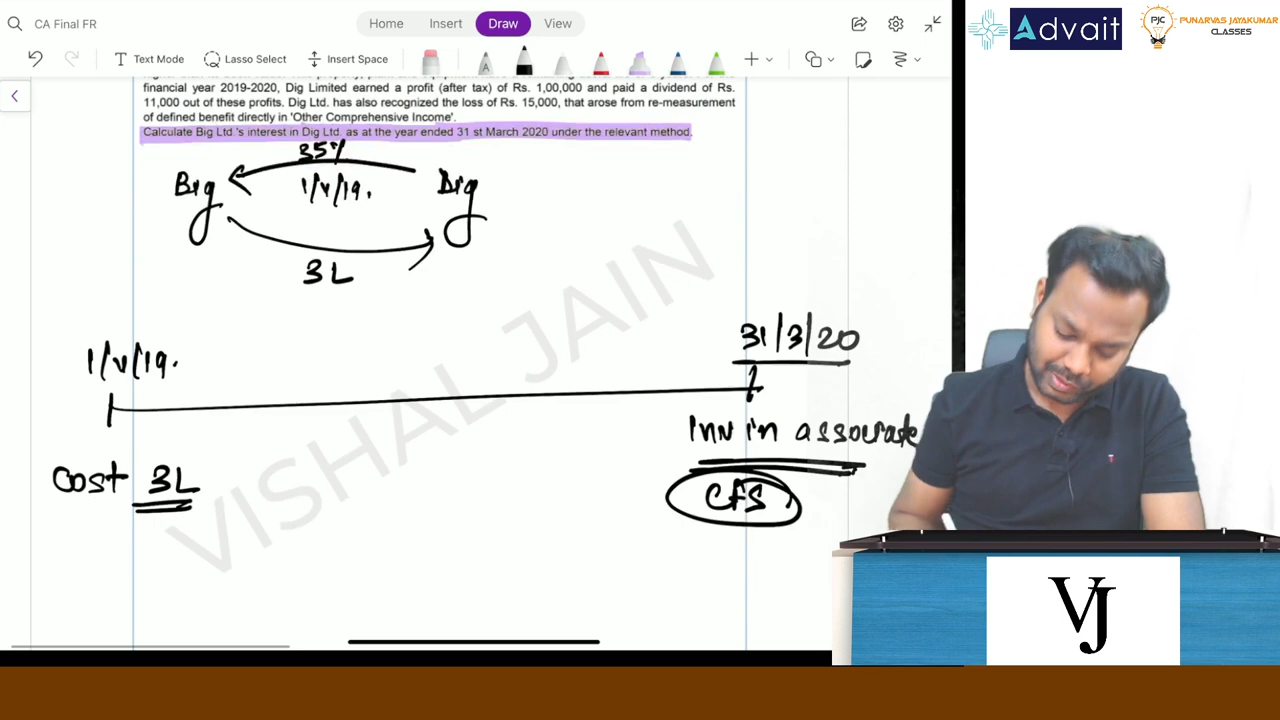 CA Final FR
Home Insert Draw View
Advait
PJC
PUNARVAS JAYAKUMAR
CLASSES
Text Mode Lasso Select Insert Space
financial year 2019-2020, Dig Limited earned a profit (after tax) of Rs. 1,00,000 and paid a dividend of Rs.
11,000 out of these profits. Dig Ltd. has also recognized the loss of Rs. 15,000, that arose from re-measurement
of defined benefit directly in 'Other Comprehensive Income'.
Calculate Big Ltd.'s interest in Dig Ltd. as at the year ended 31 st March 2020 under the relevant method.
35%
Big 1/4/19. Dig
3L
VISHAL JAIN
31/3/20
1/4/19.
Inv in associate
Cost 3L
CFS
VJ